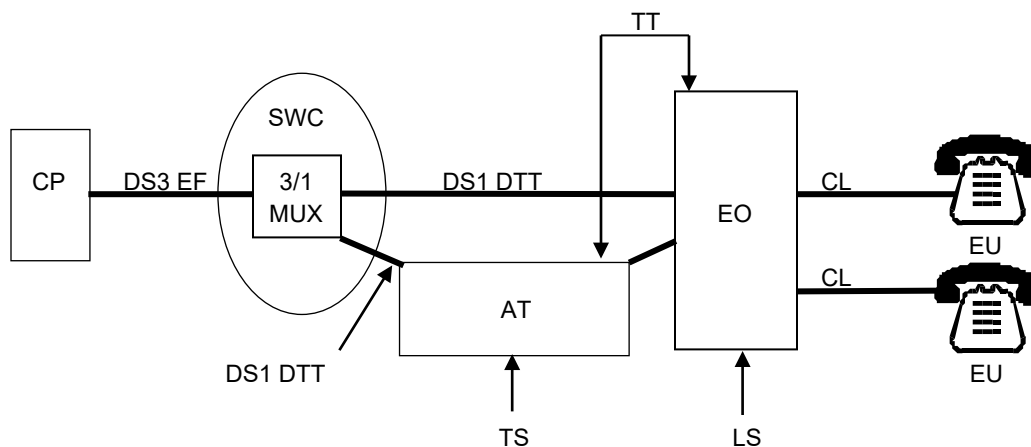 TT
SWC
CP
DS3 EF
3/1
MUX
DS1 DTT
EO
CL
EU
CL
AT
EU
DS1 DTT
TS
LS